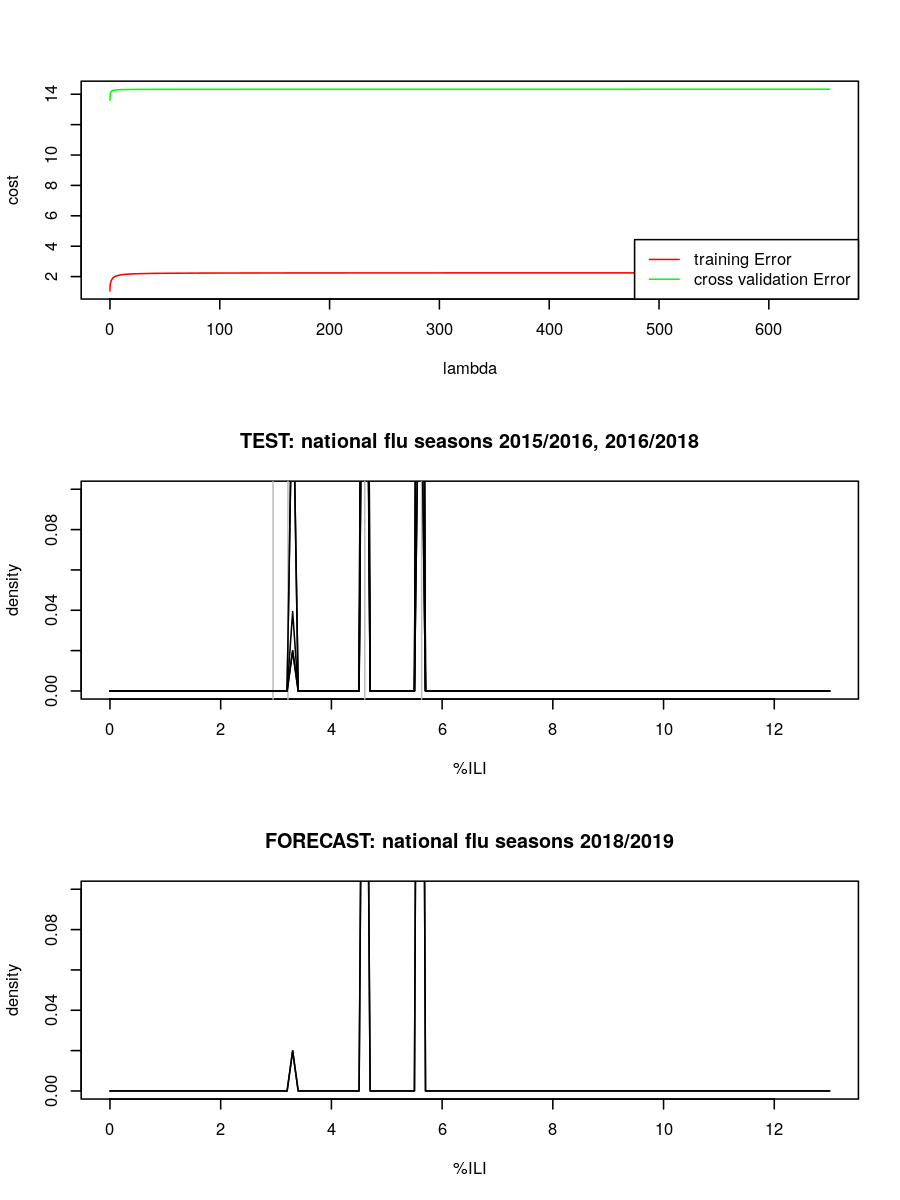 14
10
8
6
4
2
cost
training Error
cross validation Error
0 100 200 300 400 500 600
lambda
TEST: national flu seasons 2015/2016, 2016/2018
0.08
0.04
0.00
density
0 2 4 6 8 10 12
%ILI
FORECAST: national flu seasons 2018/2019
0.08
0.04
0.00
density
0 2 4 6 8 10 12
%ILI